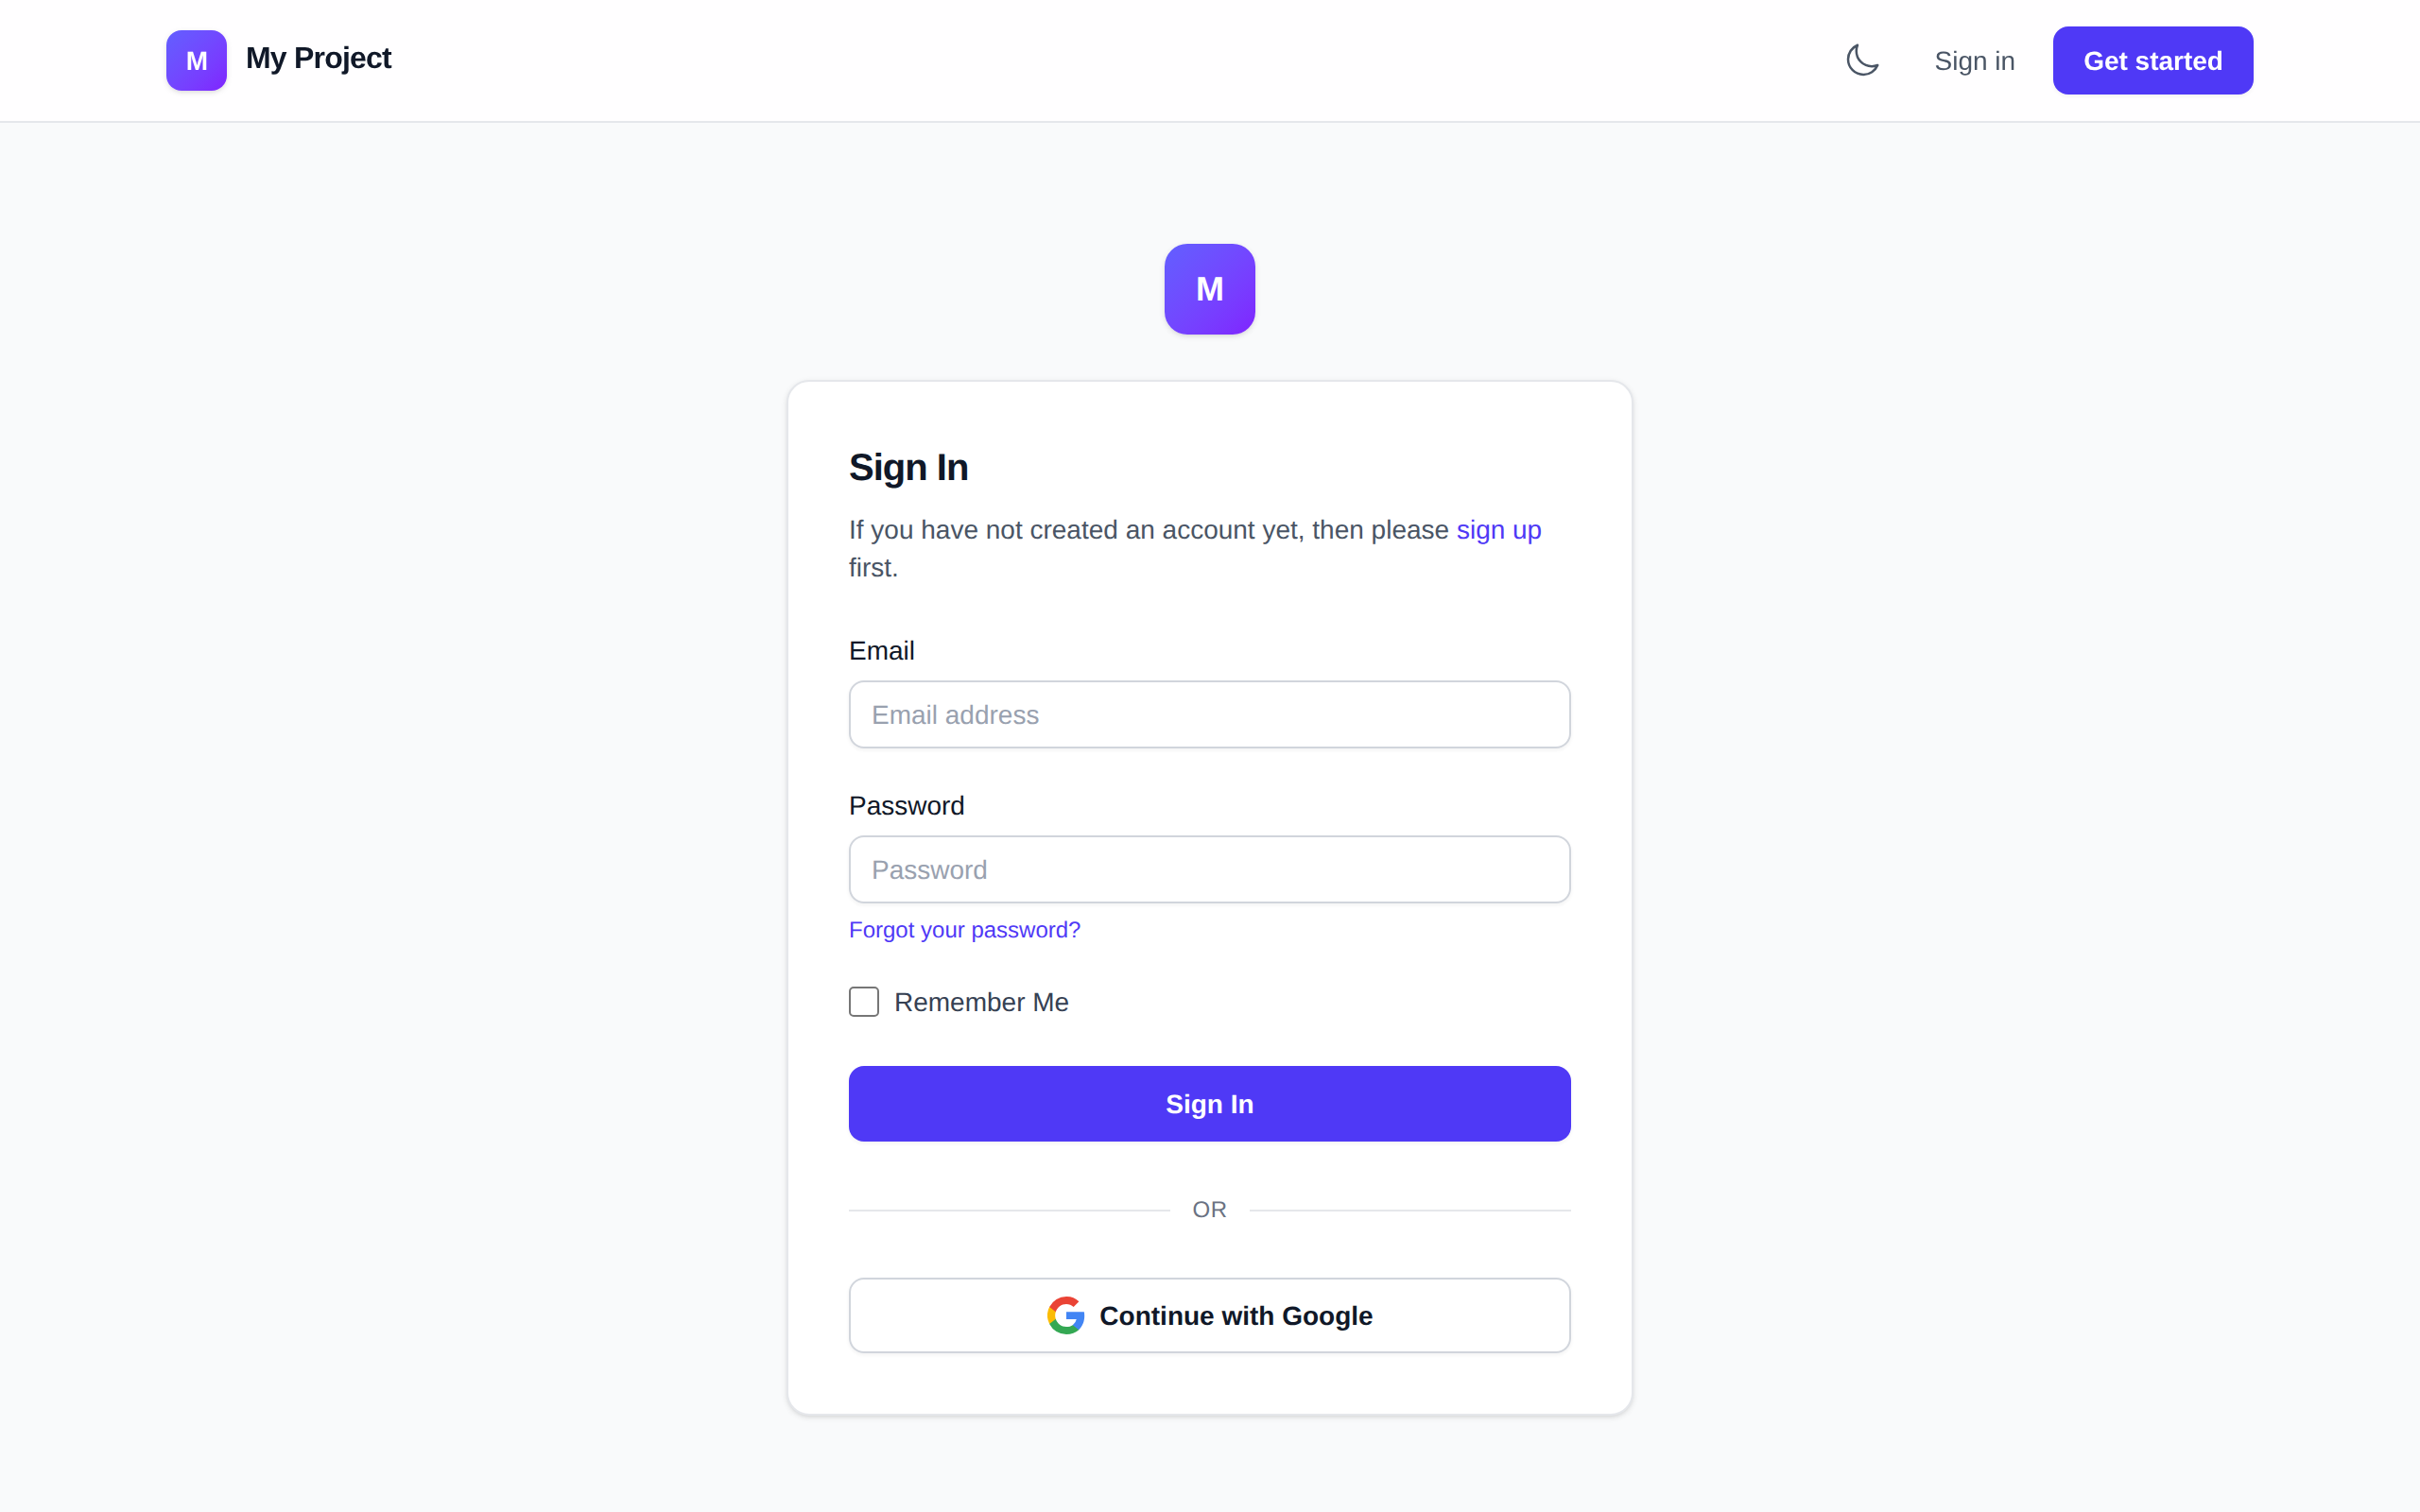 M
My Project
Sign in
Get started
M
Sign In
If you have not created an account yet, then please sign up
first.
Email
Email address
Password
Password
Forgot your password?
Remember Me
Sign In
OR
Continue with Google